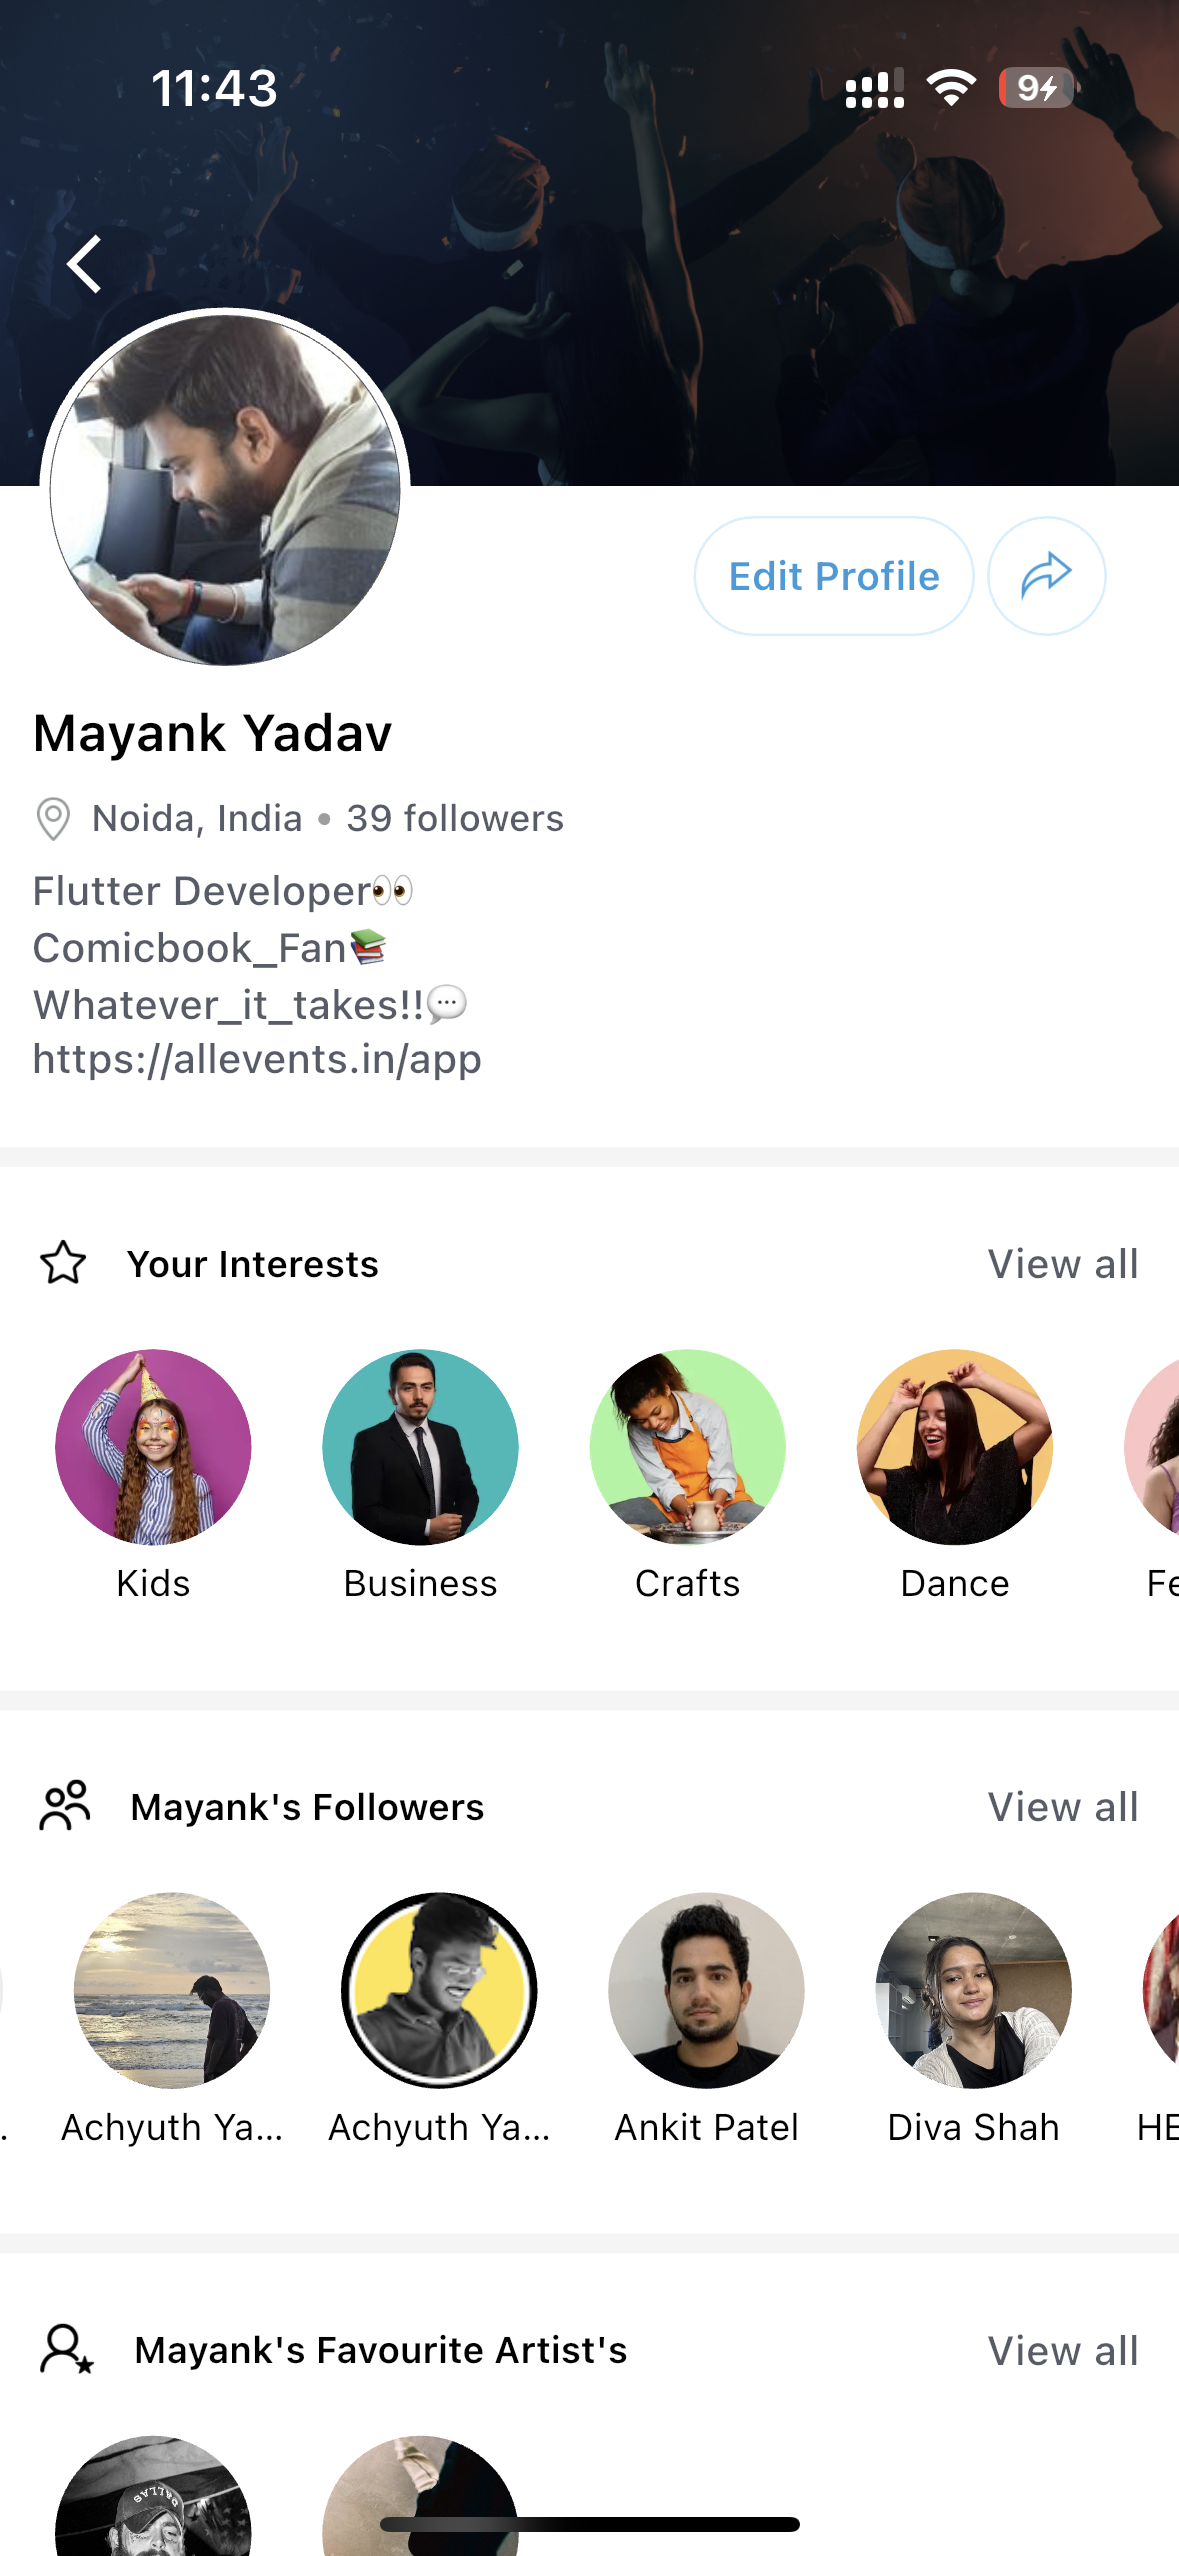 11:43
9
Edit Profile
Mayank Yadav
Noida, India • 39 followers
Flutter Developer👀
Comicbook_Fan📚
Whatever_it_takes!!💬
https://allevents.in/app
Your Interests
View all
Kids
Business
Crafts
Dance
Fe
Mayank's Followers
View all
.
Achyuth Ya...
Achyuth Ya...
Ankit Patel
Diva Shah
HE
Mayank's Favourite Artist's
View all
DALLAS